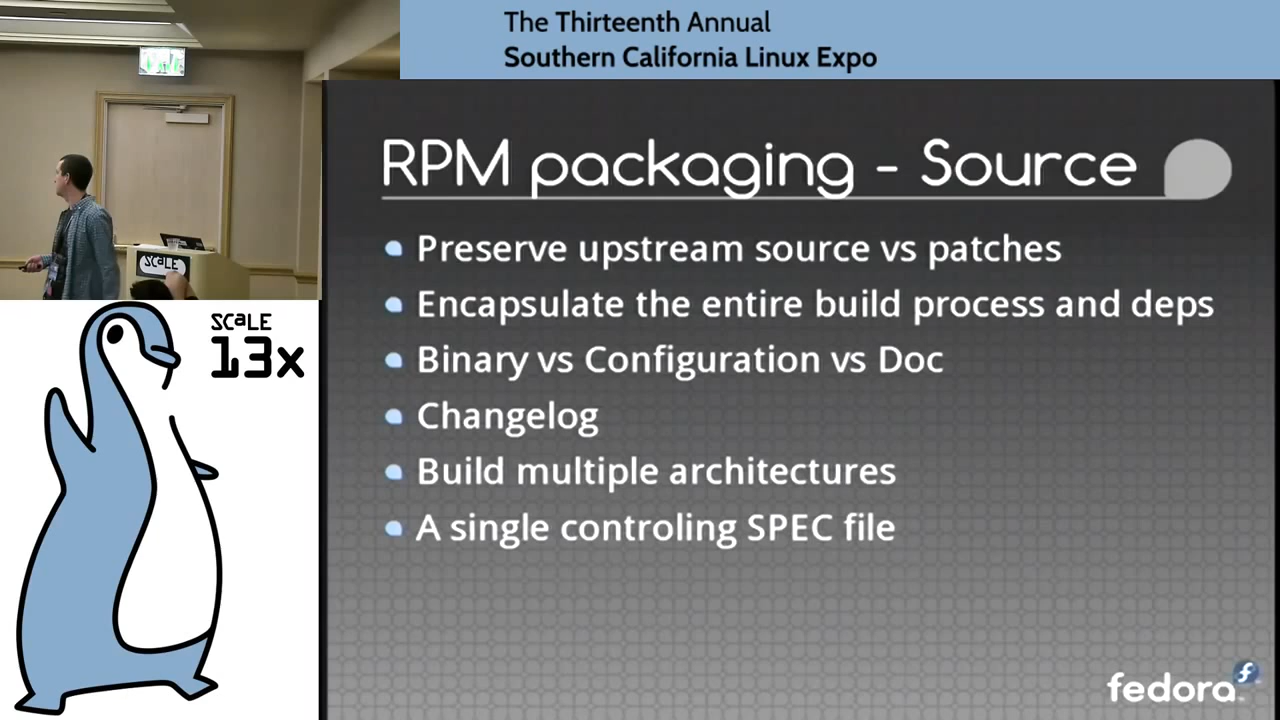 The Thirteenth Annual
Southern California Linux Expo
RPM packaging - Source
Preserve upstream source vs patches
Encapsulate the entire build process and deps
Binary vs Configuration vs Doc
Changelog
Build multiple architectures
A single controling SPEC file
fedora
SCALE
SCaLE
13x